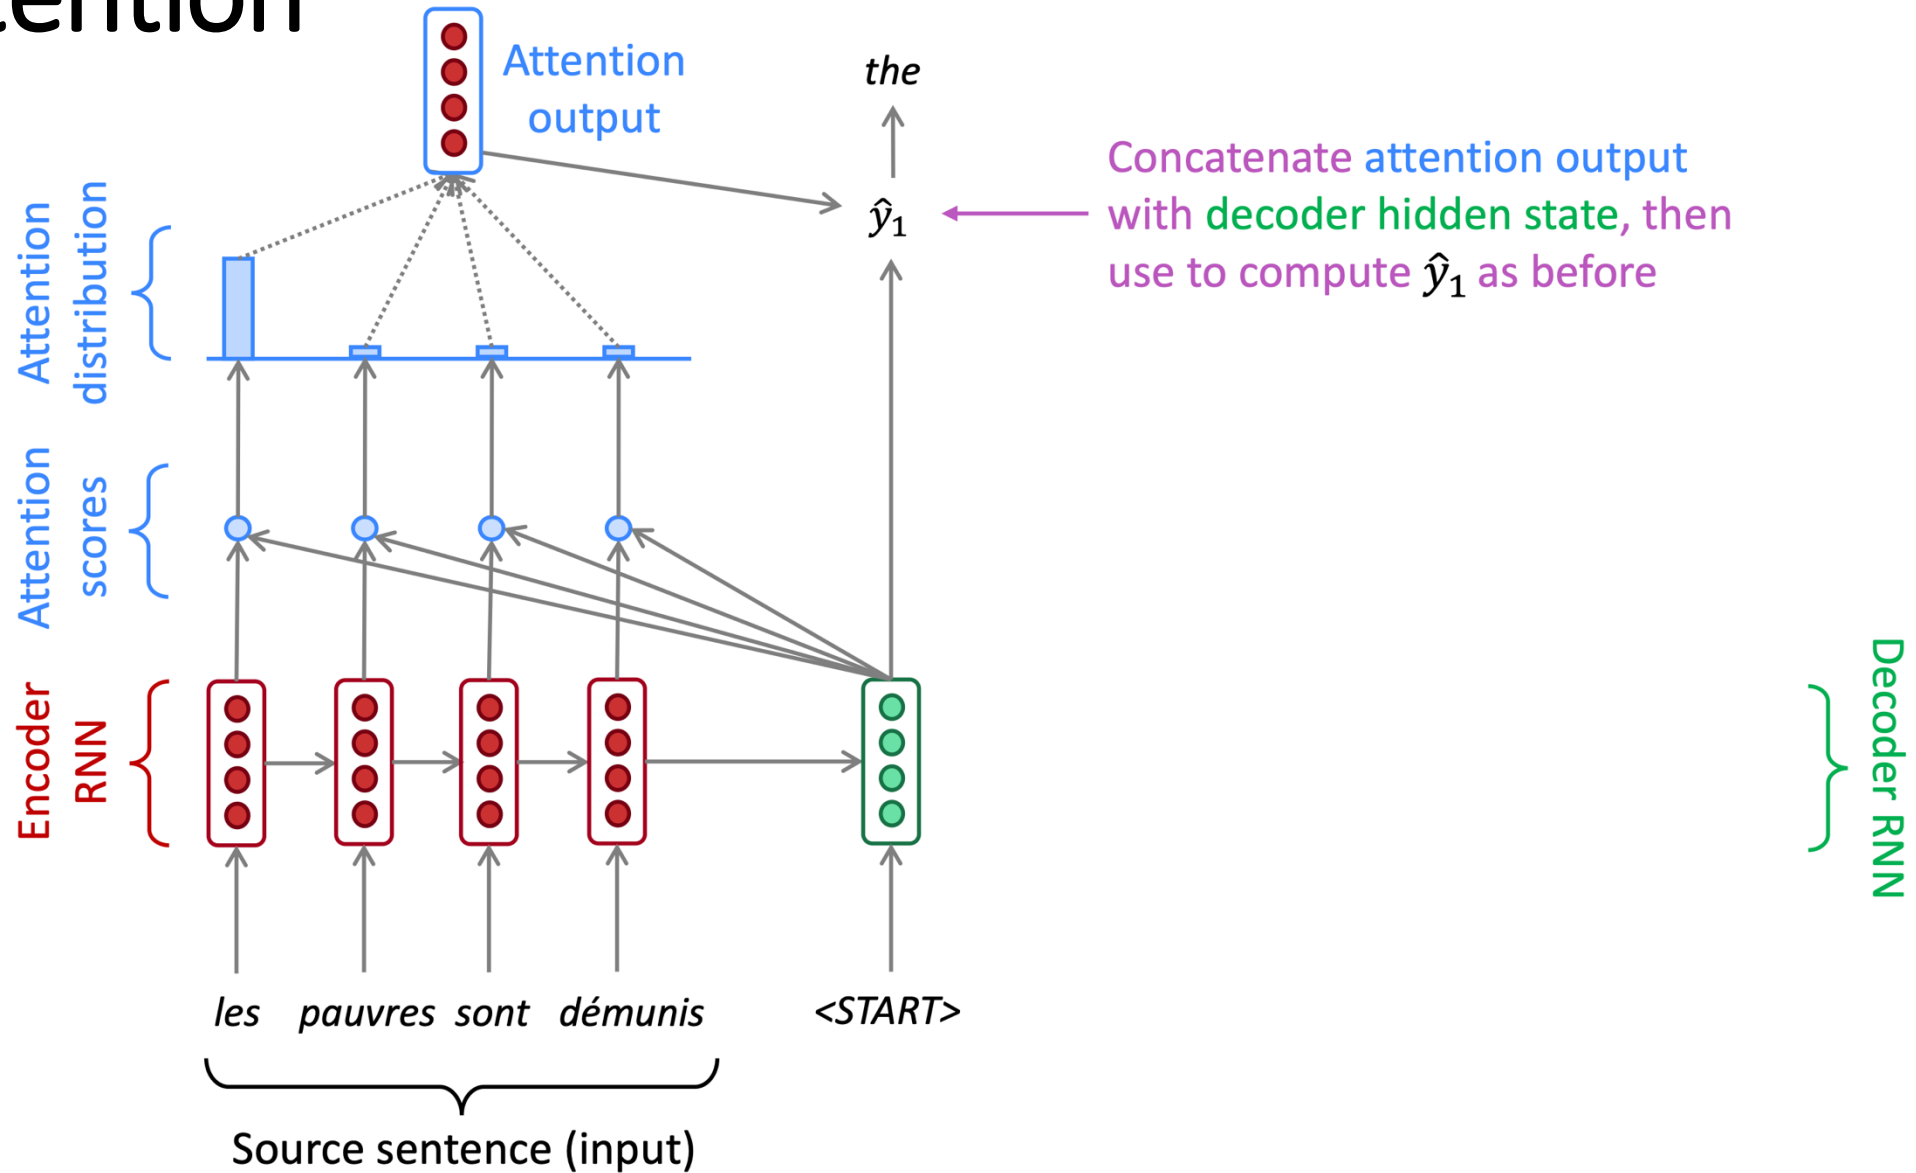 tention
Attention
output
the
Concatenate attention output
with decoder hidden state, then
use to compute ŷ₁ as before
ŷ₁
Attention
distribution
Attention
scores
Encoder
RNN
Decoder RNN
les pauvres sont démunis <START>
Source sentence (input)